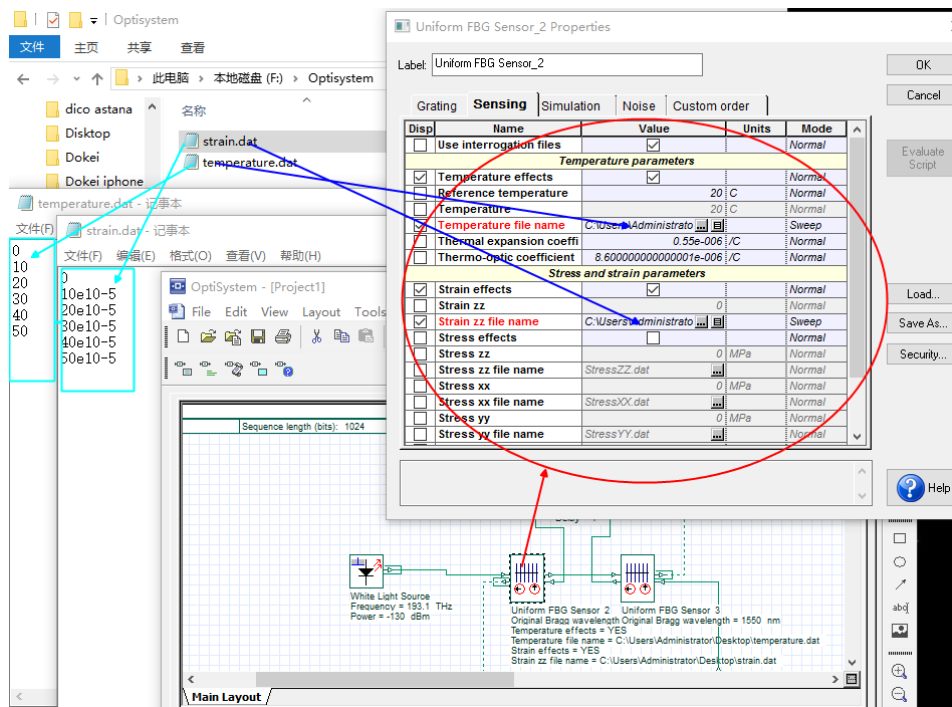 Optisystem
文件 主页 共享 查看
此电脑 › 本地磁盘 (F:) › Optisystem
名称
dico astana
Disktop
Dokei
Dokei iphone
strain.dat
temperature.dat
temperature.dat - 记事本
文件(F)
0
10
20
30
40
50
strain.dat - 记事本
文件(F) 编辑(E) 格式(O) 查看(V) 帮助(H)
0
10e10-5
20e10-5
30e10-5
40e10-5
50e10-5
OptiSystem - [Project1]
File Edit View Layout Tools
Sequence length (bits): 1024
Uniform FBG Sensor_2 Properties
Label: Uniform FBG Sensor_2
OK
Cancel
Evaluate
Script
Load...
Save As...
Security...
Help
Grating Sensing Simulation Noise Custom order
Disp Name Value Units Mode
Use interrogation files Normal
Temperature parameters
Temperature effects Normal
Reference temperature 20 C Normal
Temperature 20 C Normal
Temperature file name C:\Users\Administrato ... Sweep
Thermal expansion coeffi 0.55e-006 /C Normal
Thermo-optic coefficient 8.600000000000001e-006 /C Normal
Stress and strain parameters
Strain effects Normal
Strain zz 0 Normal
Strain zz file name C:\Users\Administrato ... Sweep
Stress effects Normal
Stress zz 0 MPa Normal
Stress zz file name StressZZ.dat ... Normal
Stress xx 0 MPa Normal
Stress xx file name StressXX.dat ... Normal
Stress yy 0 MPa Normal
Stress yy file name StressYY.dat ... Normal
White Light Source
Frequency = 193.1 THz
Power = -130 dBm
Uniform FBG Sensor_2 Uniform FBG Sensor_3
Original Bragg wavelength Original Bragg wavelength = 1550 nm
Temperature effects = YES
Temperature file name = C:\Users\Administrator\Desktop\temperature.dat
Strain effects = YES
Strain zz file name = C:\Users\Administrator\Desktop\strain.dat
abc
Main Layout